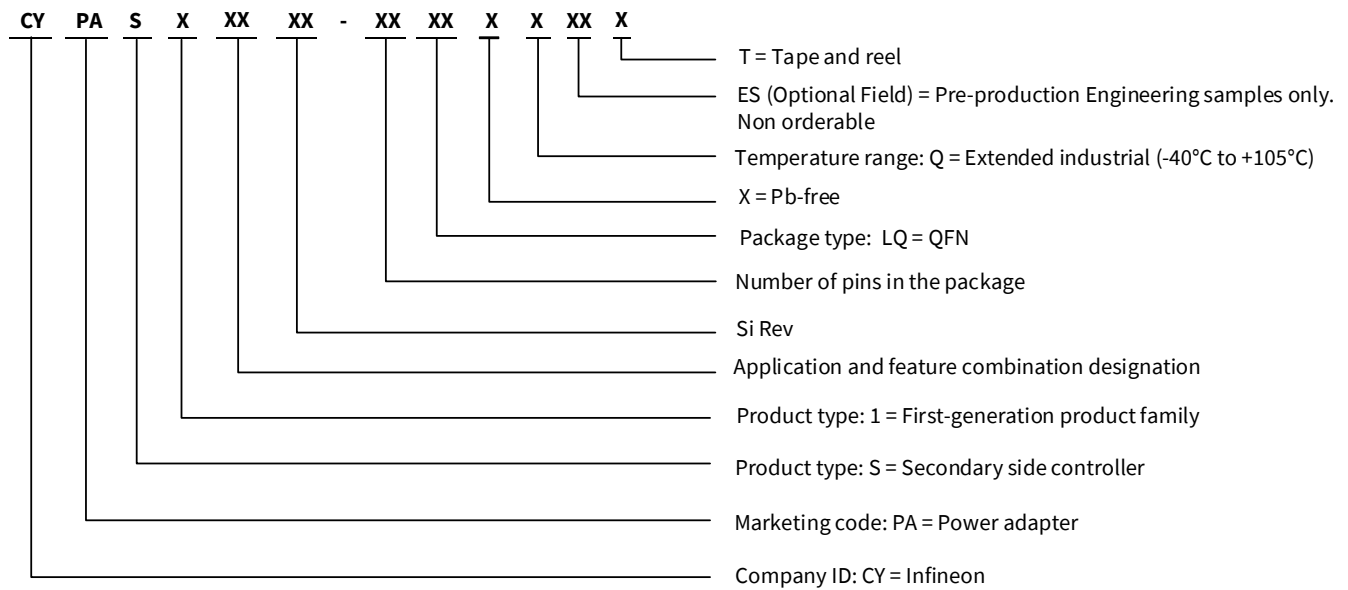 CY PA S X XX XX - XX XX X X XX X
T = Tape and reel
ES (Optional Field) = Pre-production Engineering samples only.
Non orderable
Temperature range: Q = Extended industrial (-40°C to +105°C)
X = Pb-free
Package type: LQ = QFN
Number of pins in the package
Si Rev
Application and feature combination designation
Product type: 1 = First-generation product family
Product type: S = Secondary side controller
Marketing code: PA = Power adapter
Company ID: CY = Infineon